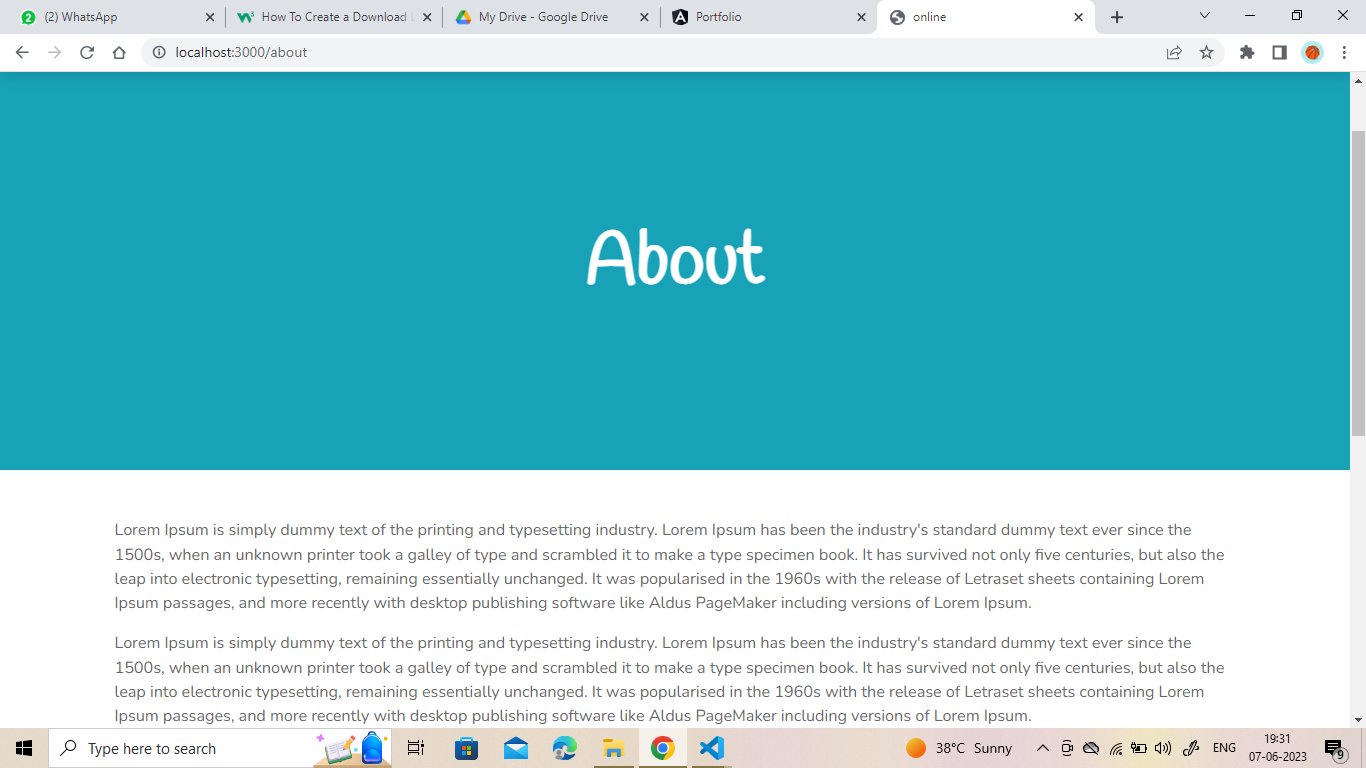 (2) WhatsApp
How To Create a Download
My Drive - Google Drive
Portfolio
online
localhost:3000/about
About
Lorem Ipsum is simply dummy text of the printing and typesetting industry. Lorem Ipsum has been the industry's standard dummy text ever since the
1500s, when an unknown printer took a galley of type and scrambled it to make a type specimen book. It has survived not only five centuries, but also the
leap into electronic typesetting, remaining essentially unchanged. It was popularised in the 1960s with the release of Letraset sheets containing Lorem
Ipsum passages, and more recently with desktop publishing software like Aldus PageMaker including versions of Lorem Ipsum.
Lorem Ipsum is simply dummy text of the printing and typesetting industry. Lorem Ipsum has been the industry's standard dummy text ever since the
1500s, when an unknown printer took a galley of type and scrambled it to make a type specimen book. It has survived not only five centuries, but also the
leap into electronic typesetting, remaining essentially unchanged. It was popularised in the 1960s with the release of Letraset sheets containing Lorem
Ipsum passages, and more recently with desktop publishing software like Aldus PageMaker including versions of Lorem Ipsum.
Type here to search
38°C Sunny
ENG
19:31
07-06-2023
9